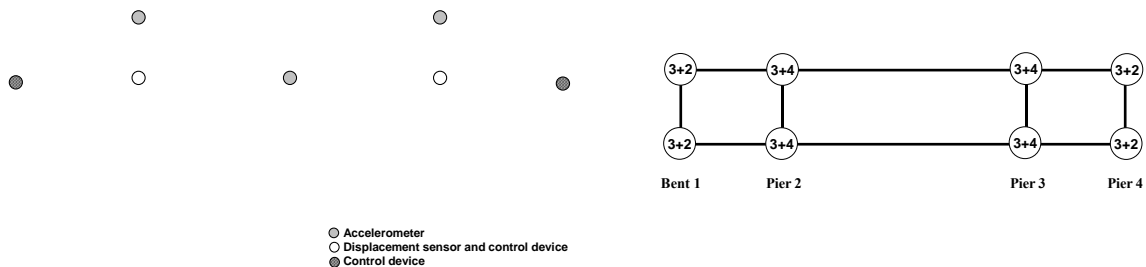 3+2 3+4 3+4 3+2
3+2 3+4 3+4 3+2
Bent 1 Pier 2 Pier 3 Pier 4
Accelerometer
Displacement sensor and control device
Control device